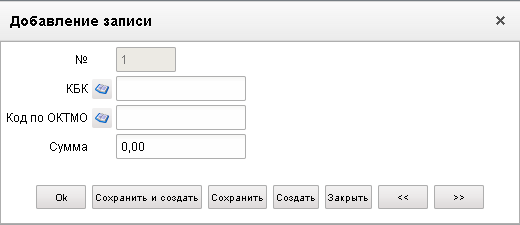 Добавление записи ×
№ 1
КБК
Код по ОКТМО
Сумма 0,00
Ok Сохранить и создать Сохранить Создать Закрыть << >>